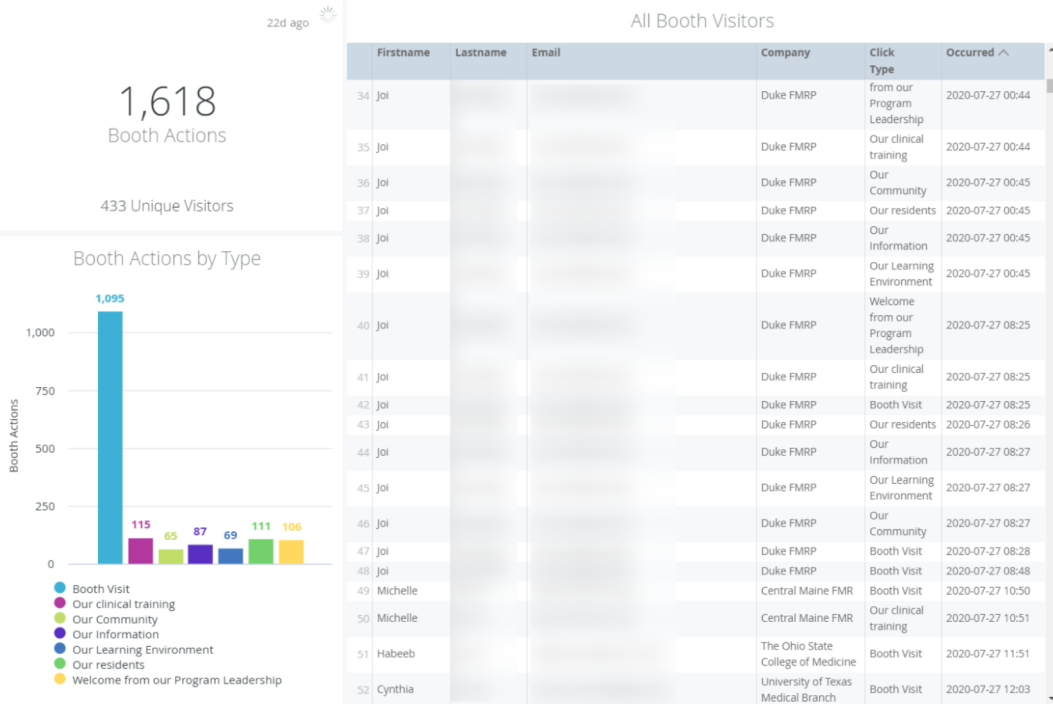 22d ago
1,618
Booth Actions
433 Unique Visitors
Booth Actions by Type
1,095
1,000
750
500
250
0
Booth Actions
115
65
87
69
111
106
Booth Visit
Our clinical training
Our Community
Our Information
Our Learning Environment
Our residents
Welcome from our Program Leadership
All Booth Visitors
Firstname Lastname Email Company Click Occurred
Type
34 Joi Duke FMRP from our 2020-07-27 00:44
Program
Leadership
35 Joi Duke FMRP Our clinical 2020-07-27 00:44
training
36 Joi Duke FMRP Our 2020-07-27 00:45
Community
37 Joi Duke FMRP Our residents 2020-07-27 00:45
38 Joi Duke FMRP Our 2020-07-27 00:45
Information
39 Joi Duke FMRP Our Learning 2020-07-27 00:45
Environment
40 Joi Duke FMRP Welcome 2020-07-27 08:25
from our
Program
Leadership
41 Joi Duke FMRP Our clinical 2020-07-27 08:25
training
42 Joi Duke FMRP Booth Visit 2020-07-27 08:25
43 Joi Duke FMRP Our residents 2020-07-27 08:26
44 Joi Duke FMRP Our 2020-07-27 08:27
Information
45 Joi Duke FMRP Our Learning 2020-07-27 08:27
Environment
46 Joi Duke FMRP Our 2020-07-27 08:27
Community
47 Joi Duke FMRP Booth Visit 2020-07-27 08:28
48 Joi Duke FMRP Booth Visit 2020-07-27 08:48
49 Michelle Central Maine FMR Booth Visit 2020-07-27 10:50
50 Michelle Central Maine FMR Our clinical 2020-07-27 10:51
training
51 Habeeb The Ohio State Booth Visit 2020-07-27 11:51
College of Medicine
52 Cynthia University of Texas Booth Visit 2020-07-27 12:03
Medical Branch